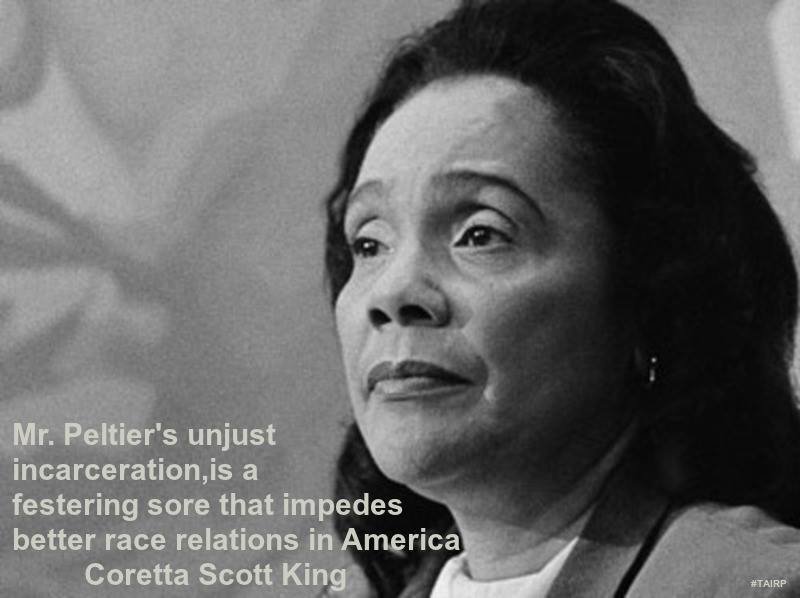 Mr. Peltier's unjust
incarceration,is a
festering sore that impedes
better race relations in America
Coretta Scott King
#TAIRP